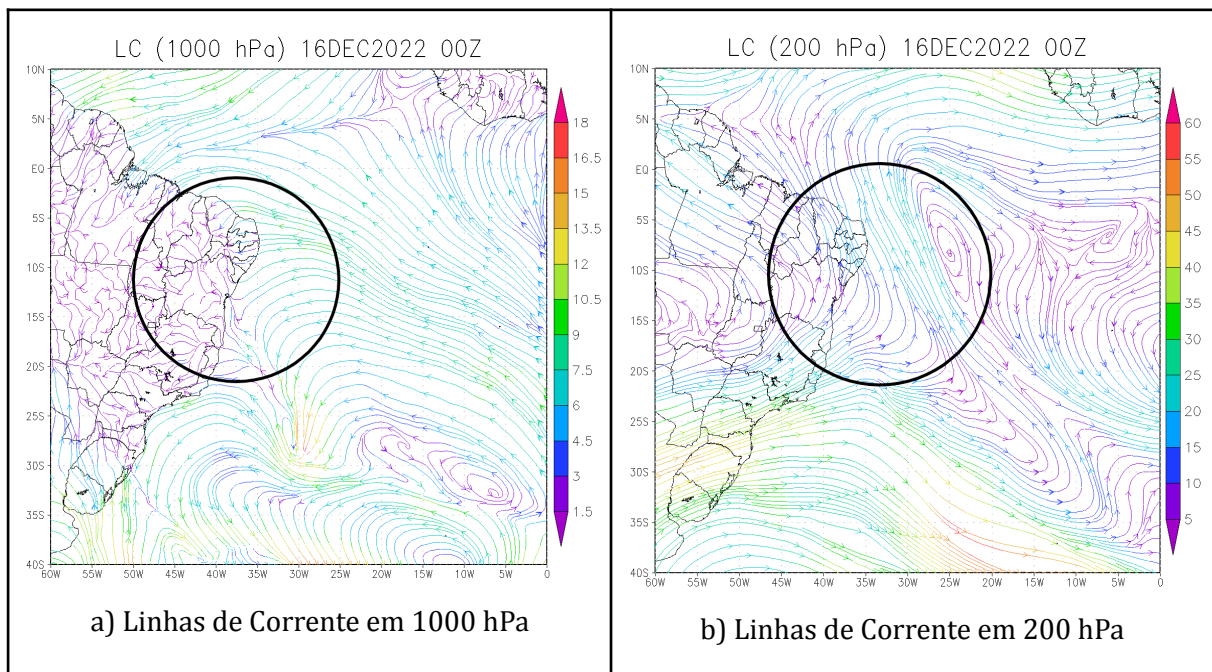 LC (1000 hPa) 16DEC2022 00Z
10N
5N
EQ
5S
10S
15S
20S
25S
30S
35S
40S
60W 55W 50W 45W 40W 35W 30W 25W 20W 15W 10W 5W 0
18
16.5
15
13.5
12
10.5
9
7.5
6
4.5
3
1.5
a) Linhas de Corrente em 1000 hPa
LC (200 hPa) 16DEC2022 00Z
10N
5N
EQ
5S
10S
15S
20S
25S
30S
35S
40S
60W 55W 50W 45W 40W 35W 30W 25W 20W 15W 10W 5W 0
60
55
50
45
40
35
30
25
20
15
10
5
b) Linhas de Corrente em 200 hPa